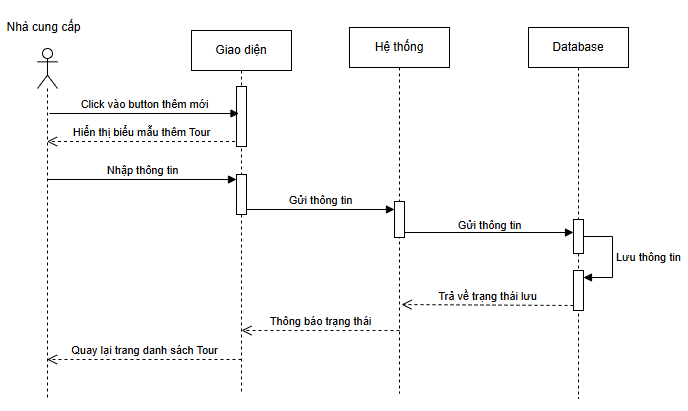 Nhà cung cấp
Giao diện
Hệ thống
Database
Click vào button thêm mới
Hiển thị biểu mẫu thêm Tour
Nhập thông tin
Gửi thông tin
Gửi thông tin
Lưu thông tin
Trả về trạng thái lưu
Thông báo trạng thái
Quay lại trang danh sách Tour